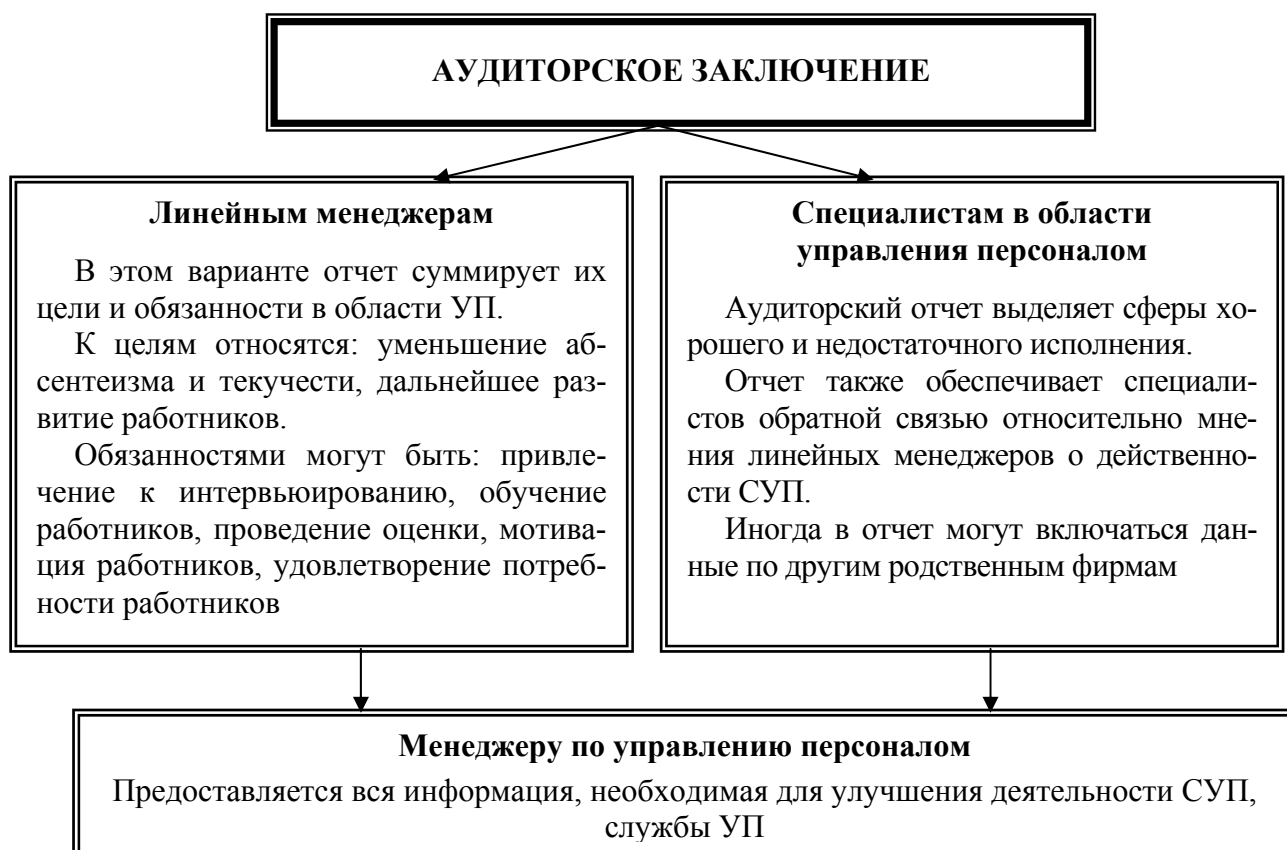 АУДИТОРСКОЕ ЗАКЛЮЧЕНИЕ
Линейным менеджерам
В этом варианте отчет суммирует их
цели и обязанности в области УП.
К целям относятся: уменьшение аб-
сентеизма и текучести, дальнейшее раз-
витие работников.
Обязанностями могут быть: привле-
чение к интервьюированию, обучение
работников, проведение оценки, мотива-
ция работников, удовлетворение потреб-
ности работников
Специалистам в области
управления персоналом
Аудиторский отчет выделяет сферы хо-
рошего и недостаточного исполнения.
Отчет также обеспечивает специали-
стов обратной связью относительно мне-
ния линейных менеджеров о действенно-
сти СУП.
Иногда в отчет могут включаться дан-
ные по другим родственным фирмам
Менеджеру по управлению персоналом
Предоставляется вся информация, необходимая для улучшения деятельности СУП,
службы УП